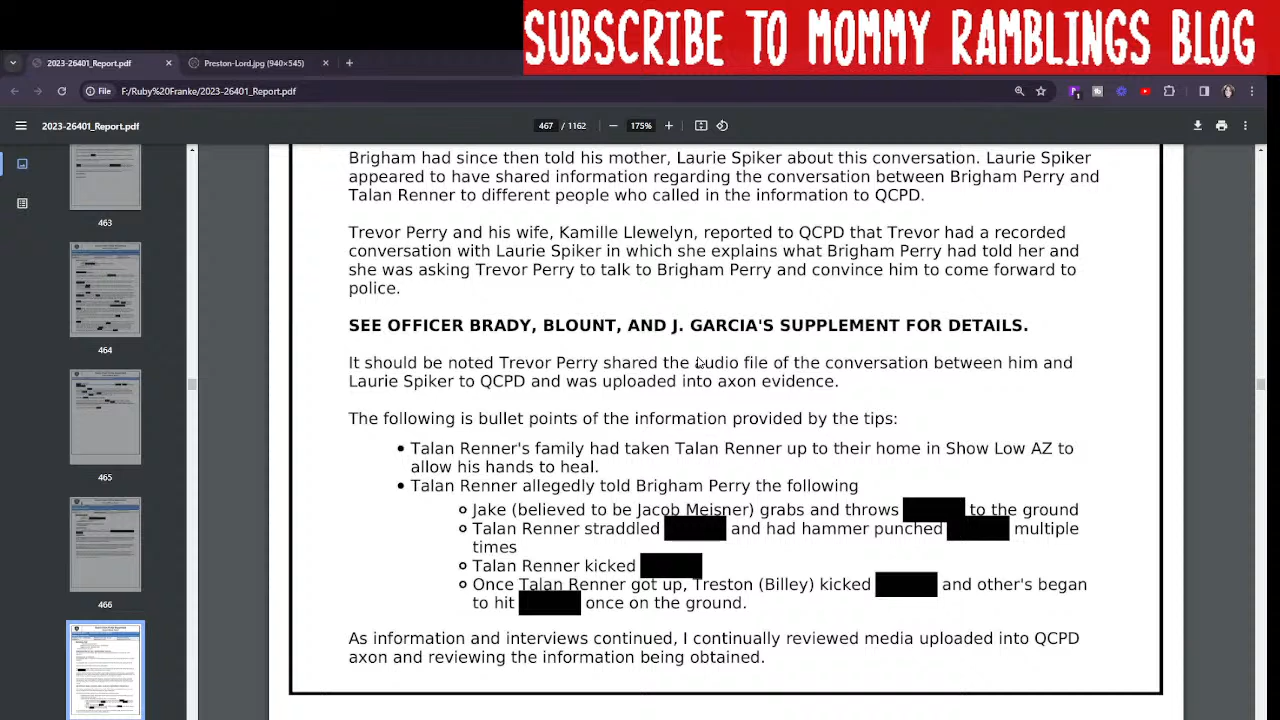 SUBSCRIBE TO MOMMY RAMBLINGS BLOG
2023-26401_Report.pdf
Preston-Lord.jpg (940×545)
File F:/Ruby%20Franke/2023-26401_Report.pdf
2023-26401_Report.pdf
467 / 1162
175%
463
464
465
466
Brigham had since then told his mother, Laurie Spiker about this conversation. Laurie Spiker
appeared to have shared information regarding the conversation between Brigham Perry and
Talan Renner to different people who called in the information to QCPD.
Trevor Perry and his wife, Kamille Llewelyn, reported to QCPD that Trevor had a recorded
conversation with Laurie Spiker in which she explains what Brigham Perry had told her and
she was asking Trevor Perry to talk to Brigham Perry and convince him to come forward to
police.
SEE OFFICER BRADY, BLOUNT, AND J. GARCIA'S SUPPLEMENT FOR DETAILS.
It should be noted Trevor Perry shared the audio file of the conversation between him and
Laurie Spiker to QCPD and was uploaded into axon evidence.
The following is bullet points of the information provided by the tips:
• Talan Renner's family had taken Talan Renner up to their home in Show Low AZ to
allow his hands to heal.
• Talan Renner allegedly told Brigham Perry the following
Jake (believed to be Jacob Meisner) grabs and throws to the ground
Talan Renner straddled and had hammer punched multiple
times
Talan Renner kicked
Once Talan Renner got up, Treston (Billey) kicked and other's began
to hit once on the ground.
As information and interviews continued, I continually reviewed media uploaded into QCPD
axon and reviewing the information being obtained.